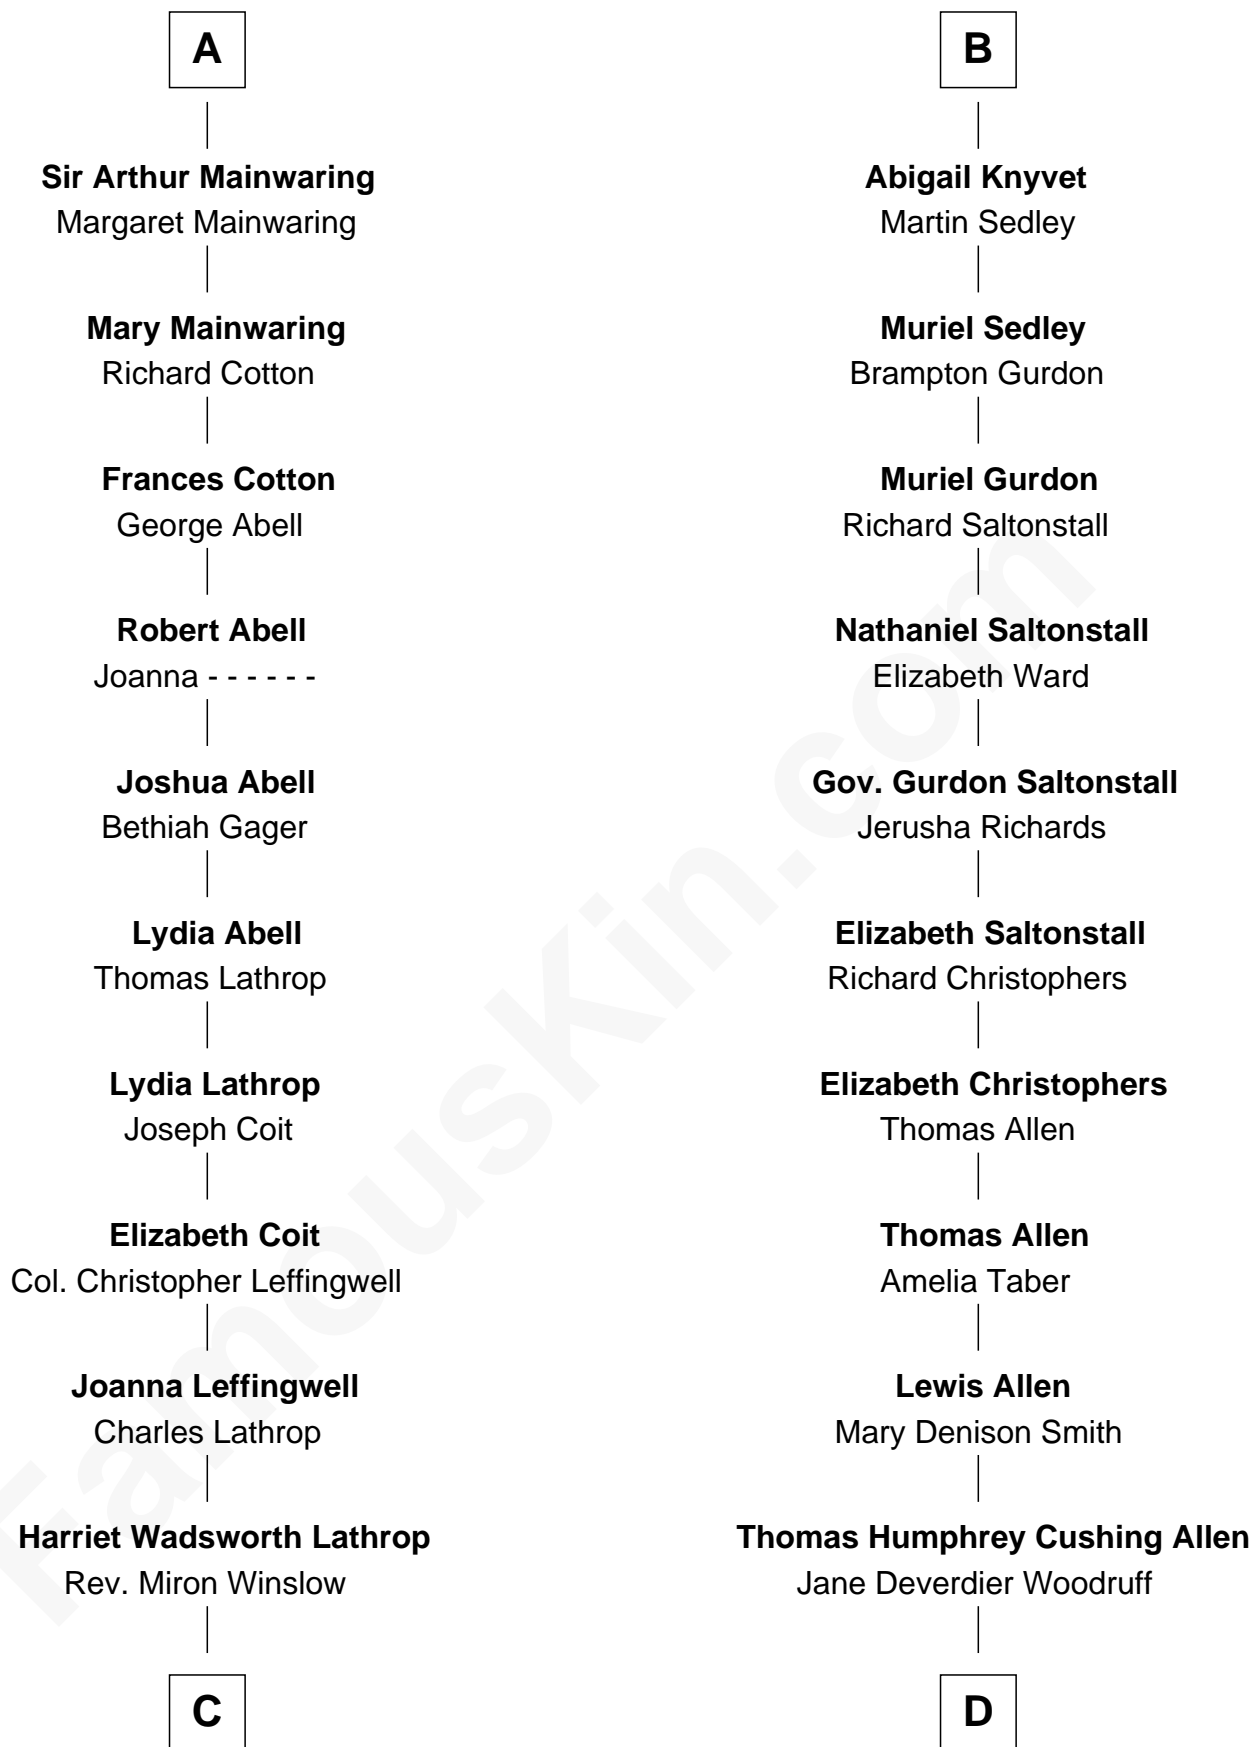 A
Sir Arthur Mainwaring
Margaret Mainwaring
Mary Mainwaring
Richard Cotton
Frances Cotton
George Abell
Robert Abell
Joanna - - - - - -
Joshua Abell
Bethiah Gager
Lydia Abell
Thomas Lathrop
Lydia Lathrop
Joseph Coit
Elizabeth Coit
Col. Christopher Leffingwell
Joanna Leffingwell
Charles Lathrop
Harriet Wadsworth Lathrop
Rev. Miron Winslow
C
B
Abigail Knyvet
Martin Sedley
Muriel Sedley
Brampton Gurdon
Muriel Gurdon
Richard Saltonstall
Nathaniel Saltonstall
Elizabeth Ward
Gov. Gurdon Saltonstall
Jerusha Richards
Elizabeth Saltonstall
Richard Christophers
Elizabeth Christophers
Thomas Allen
Thomas Allen
Amelia Taber
Lewis Allen
Mary Denison Smith
Thomas Humphrey Cushing Allen
Jane Deverdier Woodruff
D
FamousKin.com